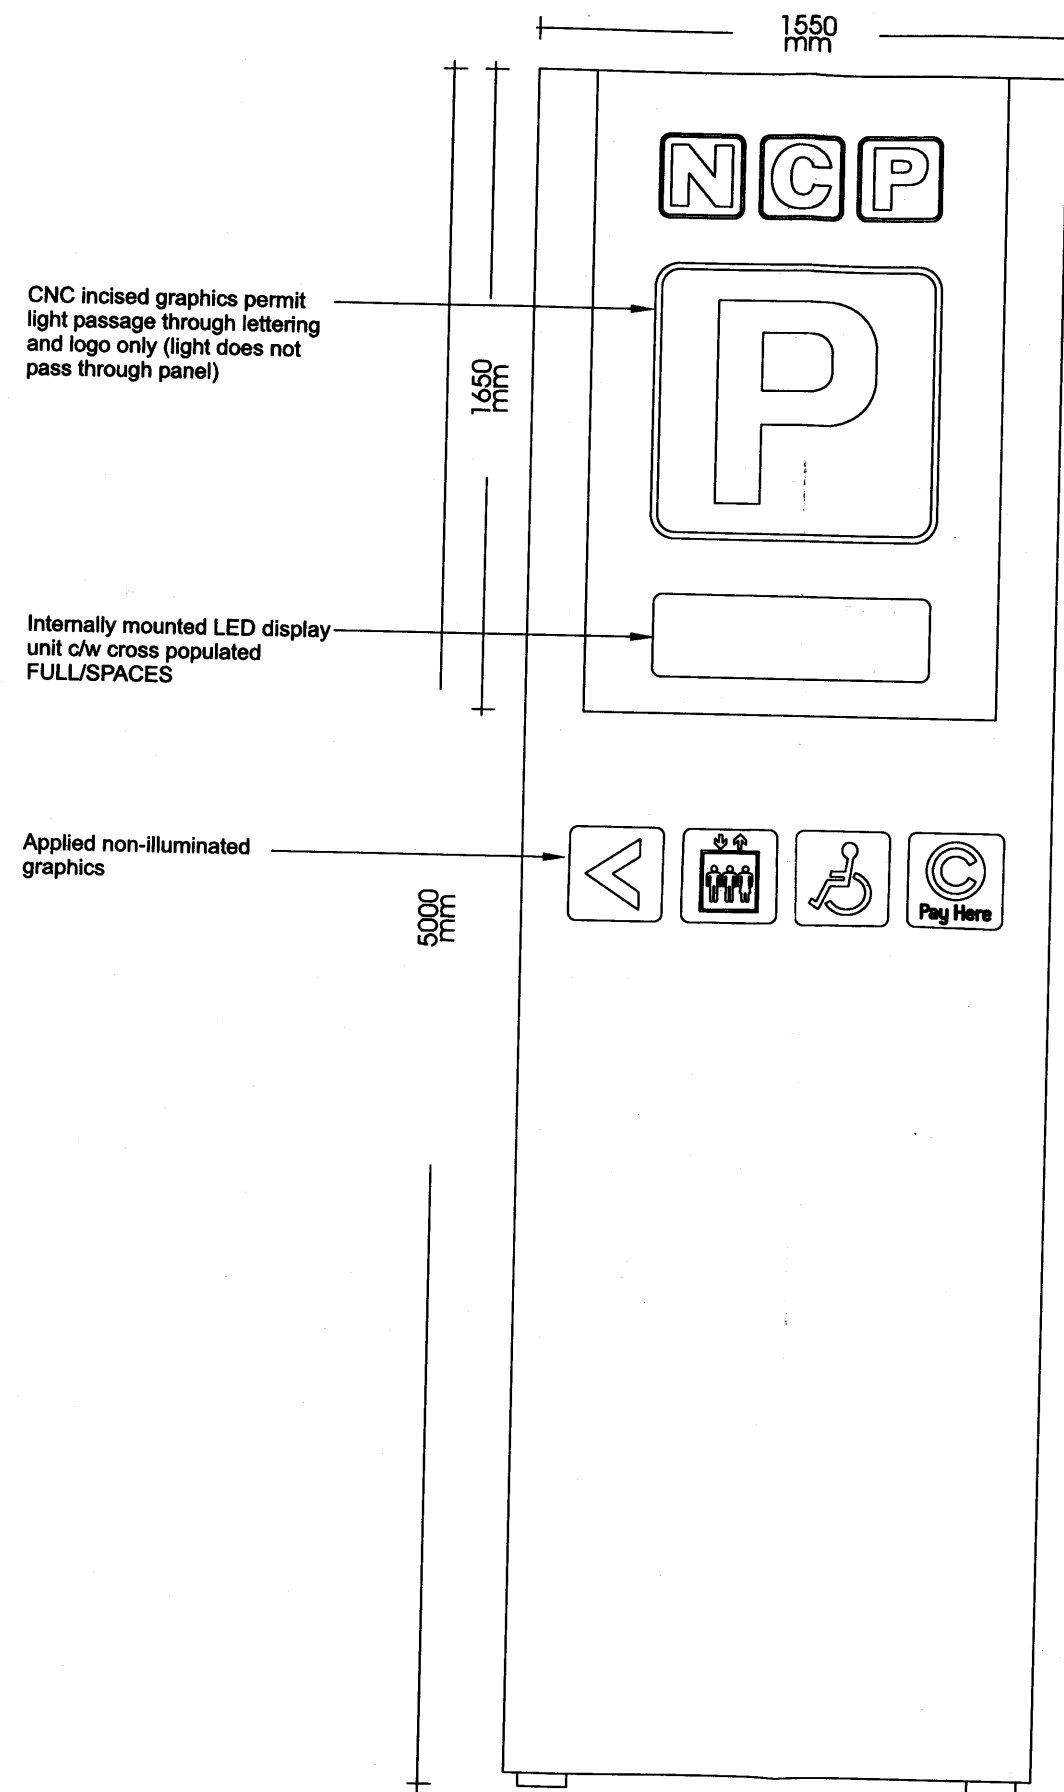 1550
mm
N C P
P
CNC incised graphics permit
light passage through lettering
and logo only (light does not
pass through panel)
1650
mm
Internally mounted LED display
unit c/w cross populated
FULL/SPACES
Applied non-illuminated
graphics
C
Pay Here
5000
mm